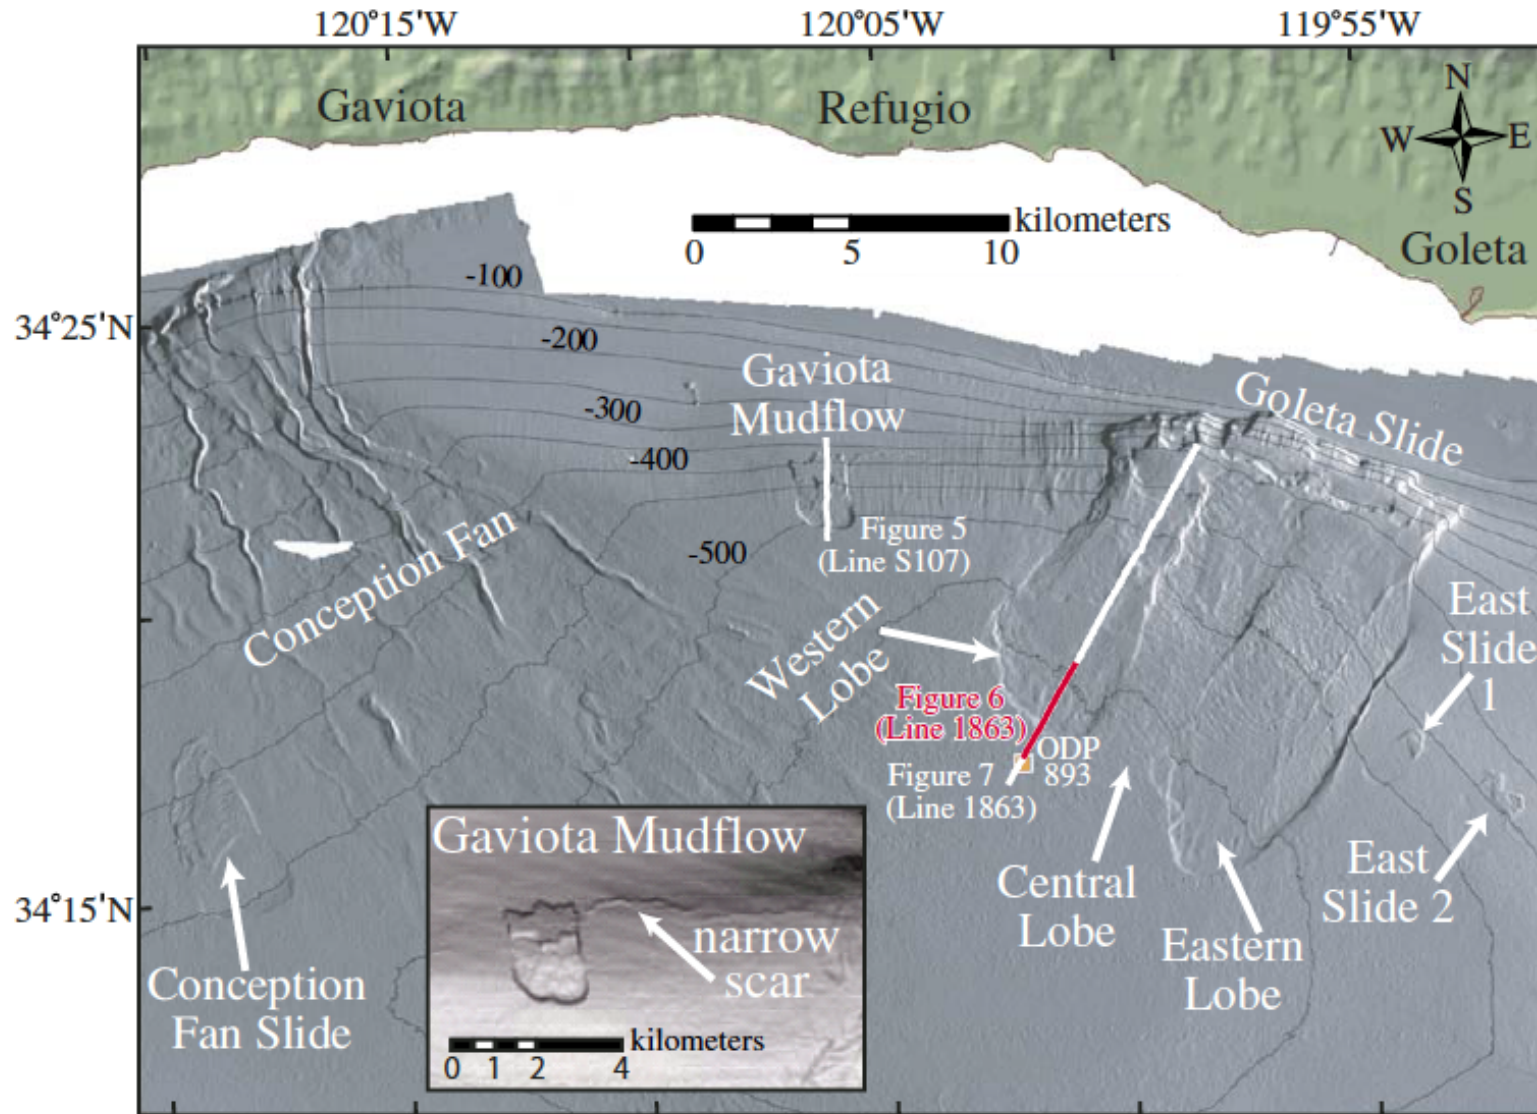 120°15'W
120°05'W
119°55'W
Gaviota
Refugio
N
W
E
S
Goleta
kilometers
0
5
10
34°25'N
-100
-200
-300
-400
-500
Gaviota
Mudflow
Goleta Slide
Figure 5
(Line S107)
Conception Fan
Western
Lobe
East
Slide
1
Figure 6
(Line 1863)
ODP
893
Figure 7
(Line 1863)
34°15'N
Gaviota Mudflow
narrow
scar
kilometers
0
1
2
4
Central
Lobe
Eastern
Lobe
East
Slide 2
Conception
Fan Slide